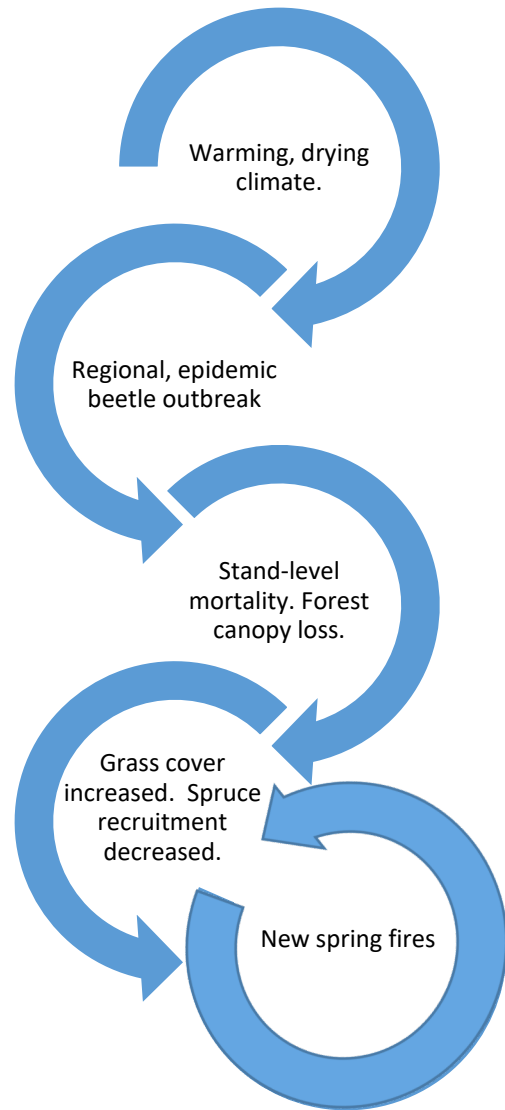 Warming, drying
climate.
Regional, epidemic
beetle outbreak
Stand-level
mortality. Forest
canopy loss.
Grass cover
increased.  Spruce
recruitment
decreased.
New spring fires